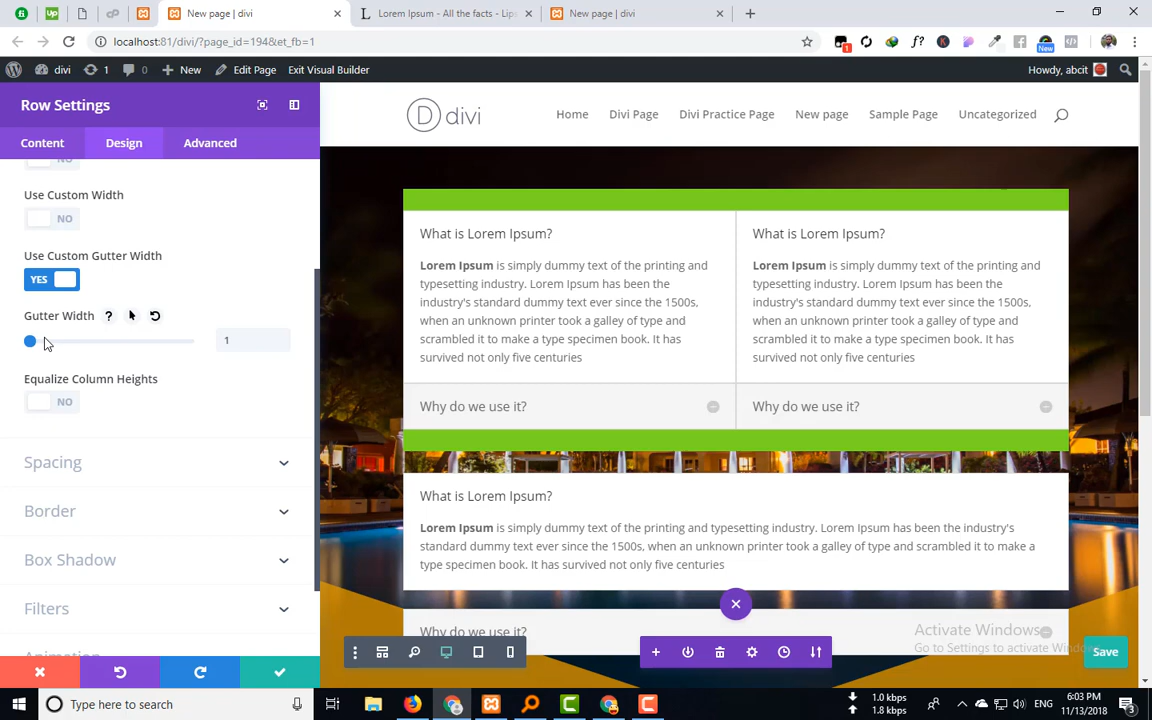 New page | divi
Lorem Ipsum - All the facts - Lips
New page | divi
localhost:81/divi/?page_id=194&et_fb=1
divi
1
0
New
Edit Page
Exit Visual Builder
Howdy, abcit
Row Settings
Content
Design
Advanced
NO
Use Custom Width
NO
Use Custom Gutter Width
YES
Gutter Width
1
Equalize Column Heights
NO
Spacing
Border
Box Shadow
Filters
Animation
D divi
Home
Divi Page
Divi Practice Page
New page
Sample Page
Uncategorized
What is Lorem Ipsum?
Lorem Ipsum is simply dummy text of the printing and
typesetting industry. Lorem Ipsum has been the
industry's standard dummy text ever since the 1500s,
when an unknown printer took a galley of type and
scrambled it to make a type specimen book. It has
survived not only five centuries
Why do we use it?
What is Lorem Ipsum?
Lorem Ipsum is simply dummy text of the printing and
typesetting industry. Lorem Ipsum has been the
industry's standard dummy text ever since the 1500s,
when an unknown printer took a galley of type and
scrambled it to make a type specimen book. It has
survived not only five centuries
Why do we use it?
What is Lorem Ipsum?
Lorem Ipsum is simply dummy text of the printing and typesetting industry. Lorem Ipsum has been the industry's
standard dummy text ever since the 1500s, when an unknown printer took a galley of type and scrambled it to make a
type specimen book. It has survived not only five centuries
Why do we use it?
Activate Windows
Go to Settings to activate Windows.
Save
Type here to search
1.0 kbps
1.8 kbps
ENG
6:03 PM
11/13/2018
3